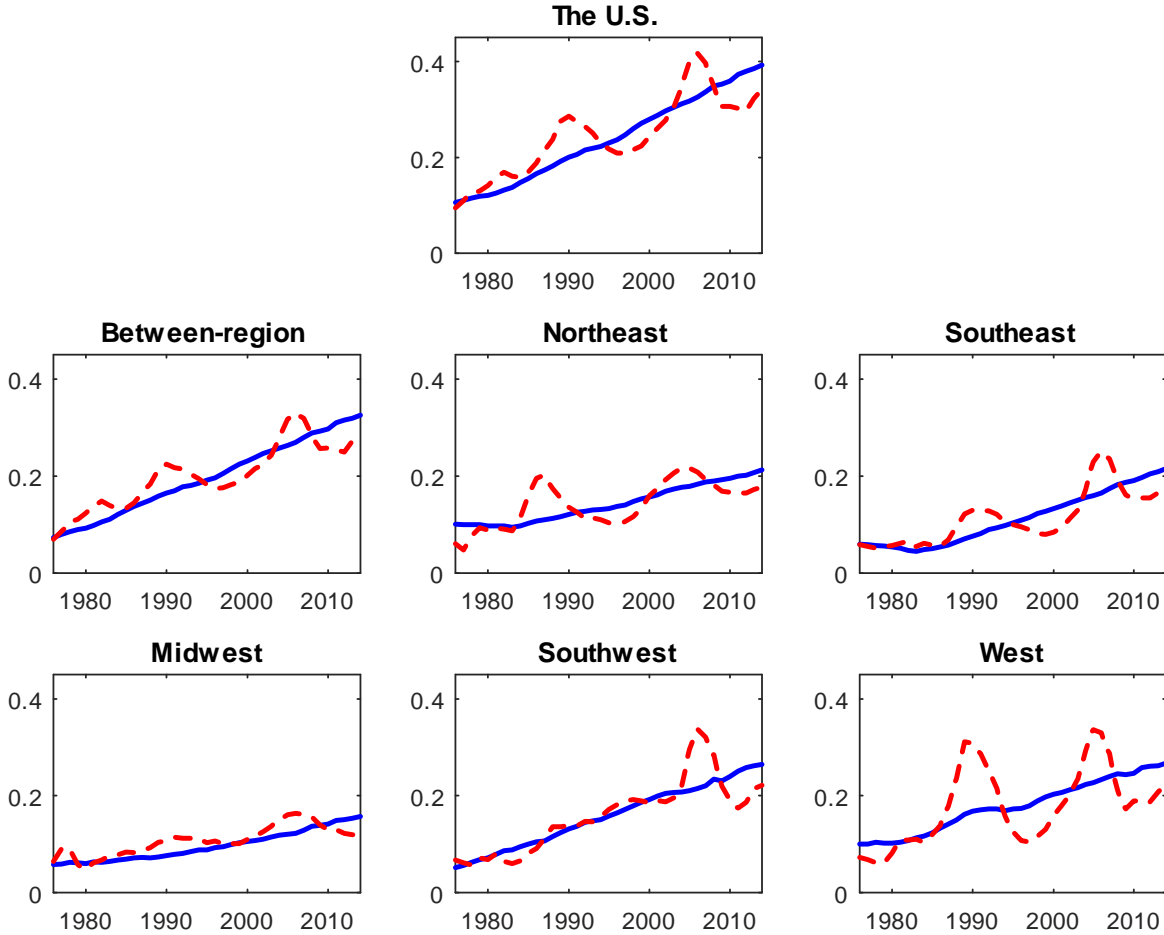 The U.S.
0.4
0.2
0
1980 1990 2000 2010
Between-region Northeast Southeast
0.4 0.4 0.4
0.2 0.2 0.2
0 0 0
1980 1990 2000 2010 1980 1990 2000 2010 1980 1990 2000 2010
Midwest Southwest West
0.4 0.4 0.4
0.2 0.2 0.2
0 0 0
1980 1990 2000 2010 1980 1990 2000 2010 1980 1990 2000 2010